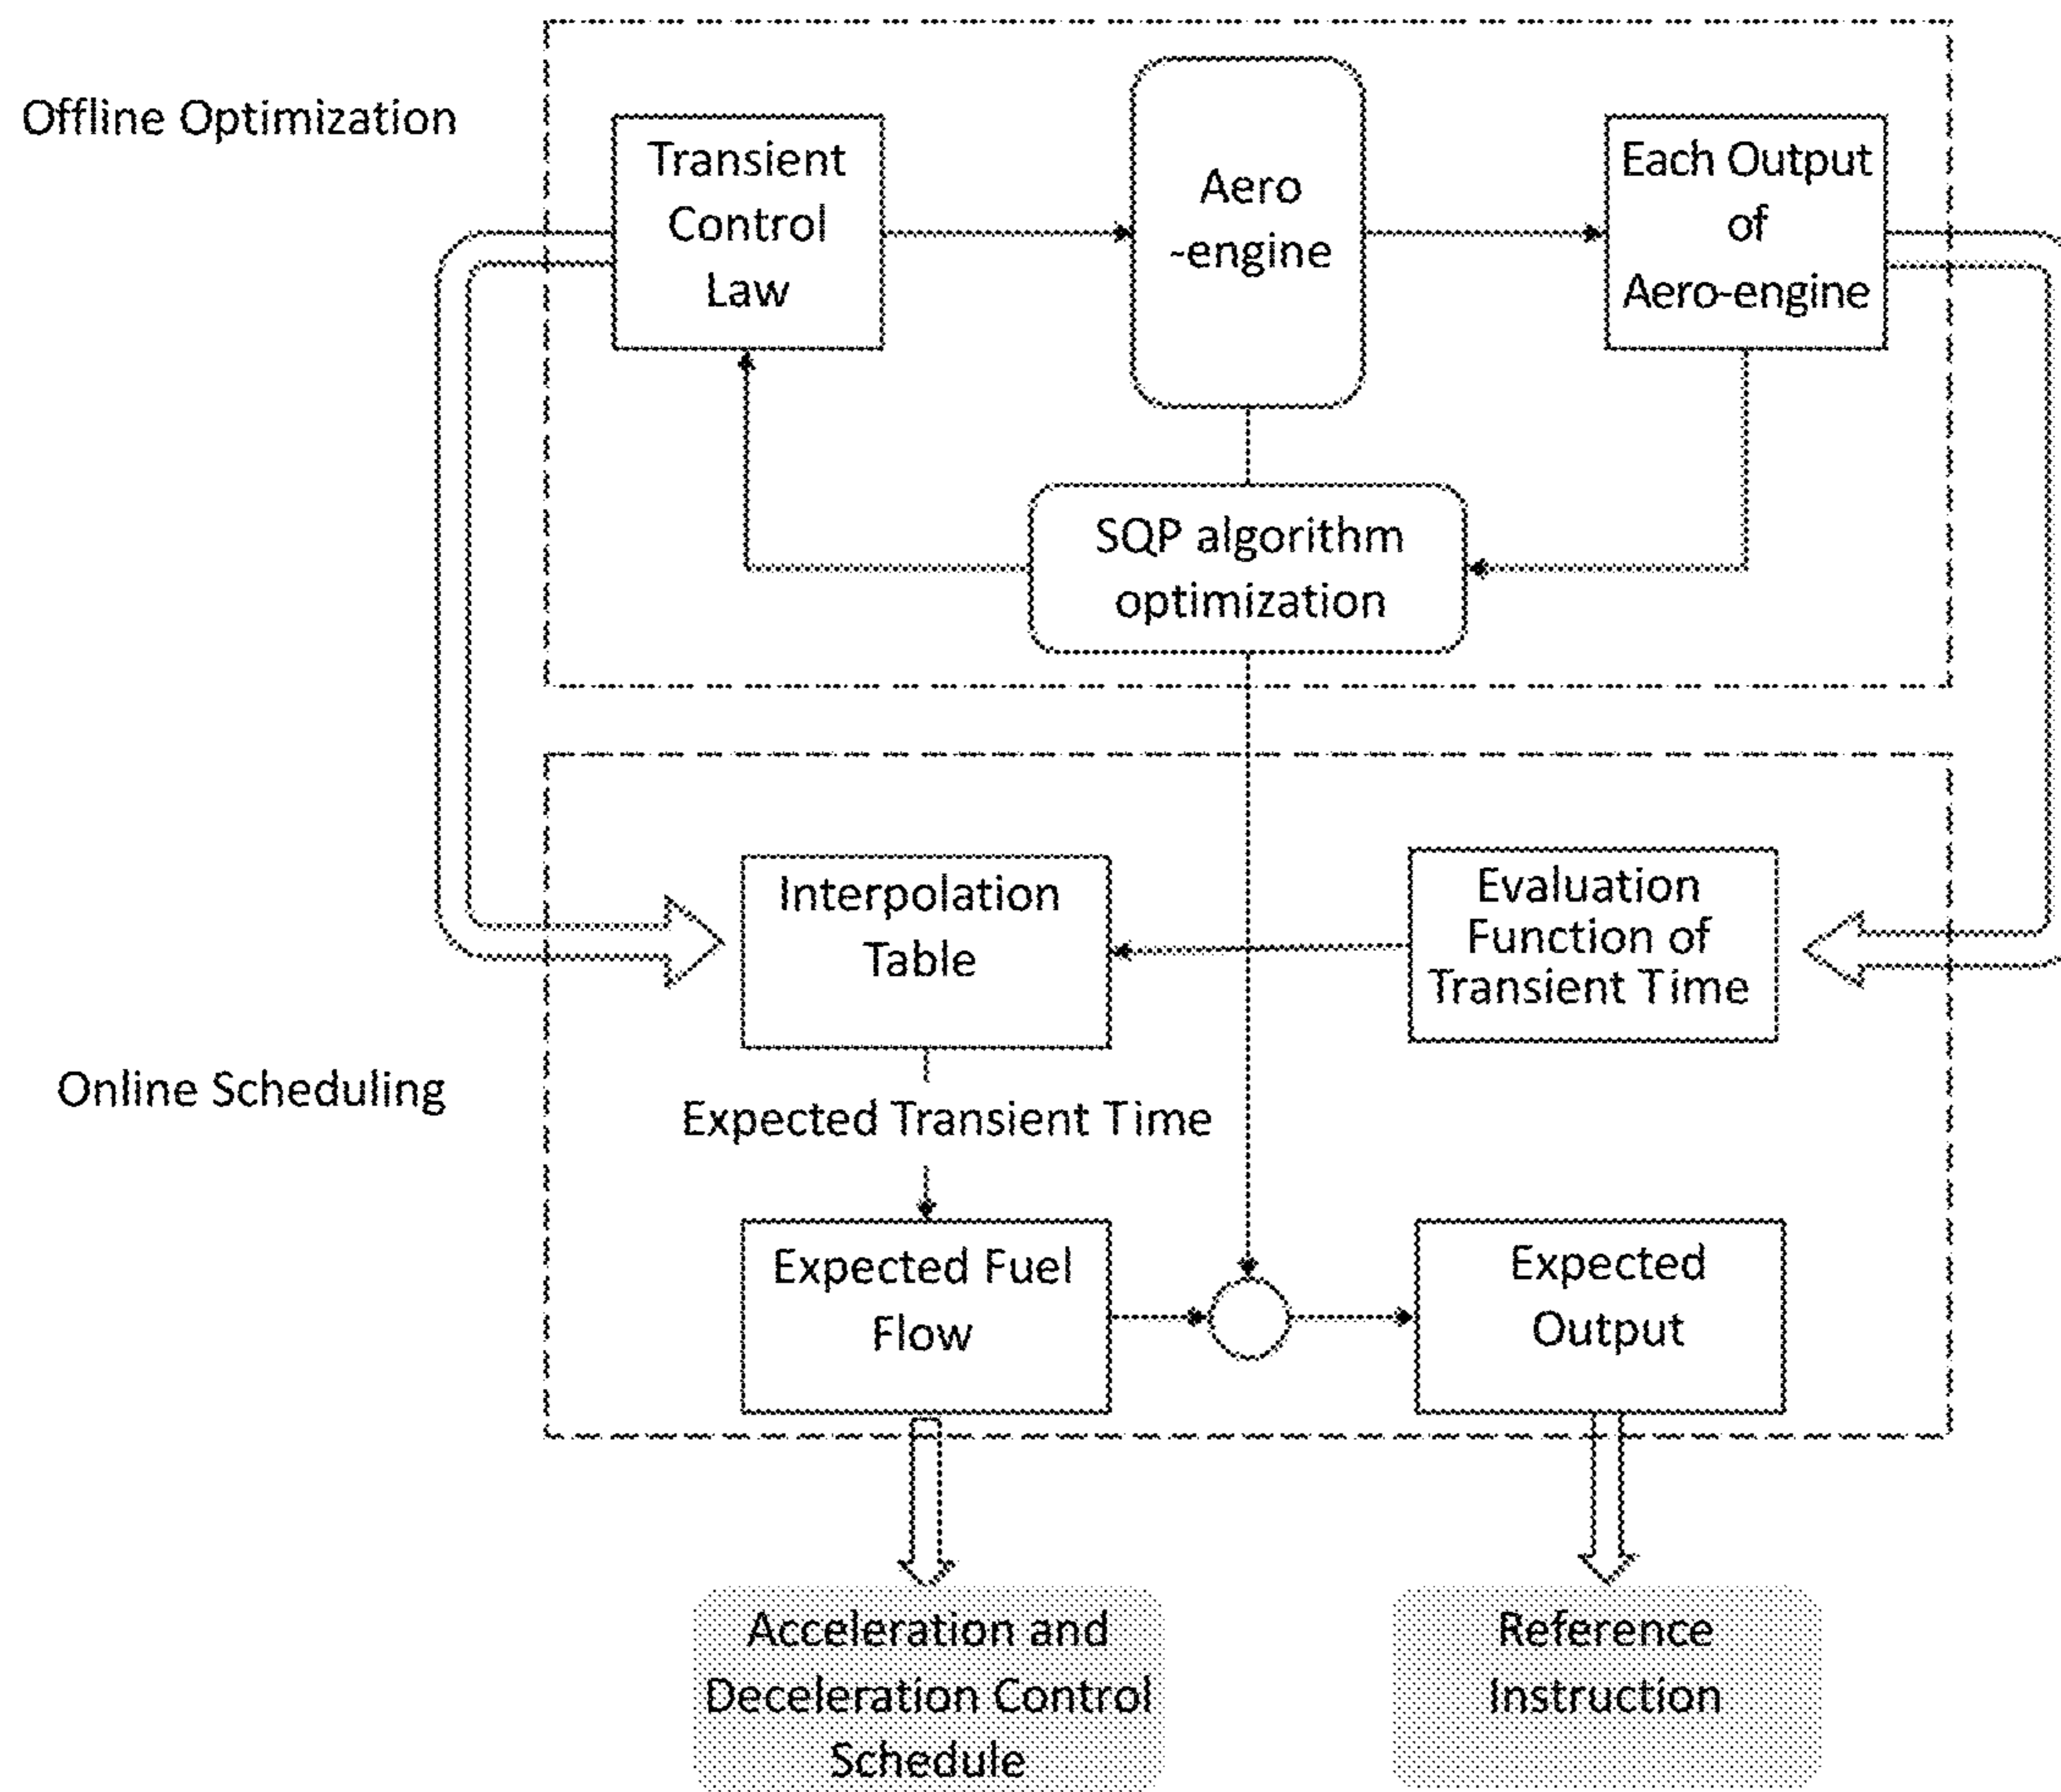 Offline Optimization
Transient
Control
Law
Aero
-engine
Each Output
of
Aero-engine
SQP algorithm
optimization
Online Scheduling
Interpolation
Table
Evaluation
Function of
Transient Time
Expected Transient Time
Expected Fuel
Flow
Expected
Output
Acceleration and
Deceleration Control
Schedule
Reference
Instruction